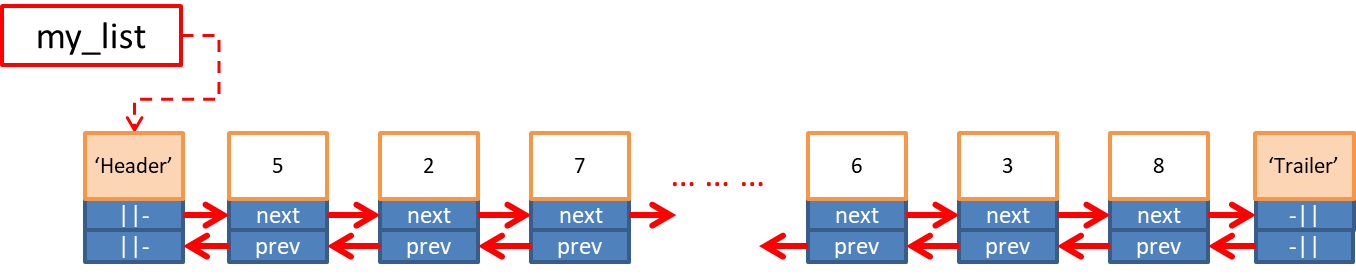 my_list
‘Header’ 5 2 7 … … … 6 3 8 ‘Trailer’
||- next next next next next next -||
||- prev prev prev prev prev prev -||